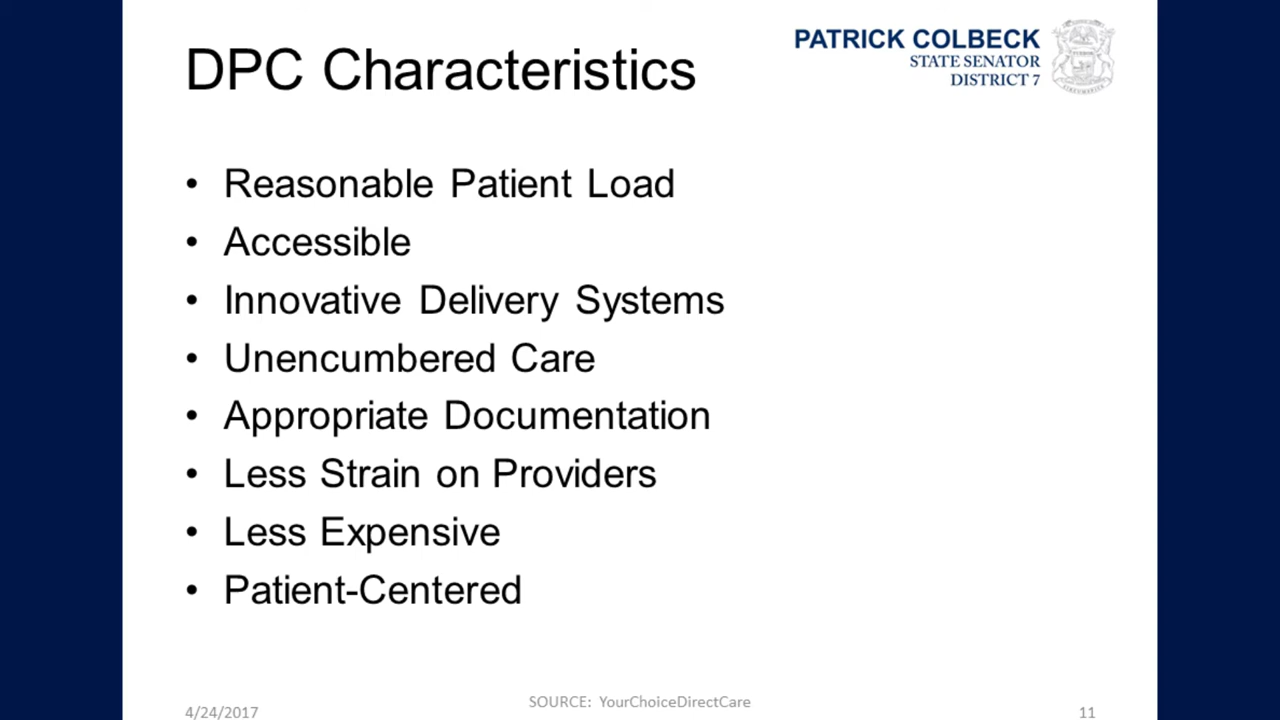 DPC Characteristics
PATRICK COLBECK
STATE SENATOR
DISTRICT 7
• Reasonable Patient Load
• Accessible
• Innovative Delivery Systems
• Unencumbered Care
• Appropriate Documentation
• Less Strain on Providers
• Less Expensive
• Patient-Centered
SOURCE: YourChoiceDirectCare
4/24/2017
11